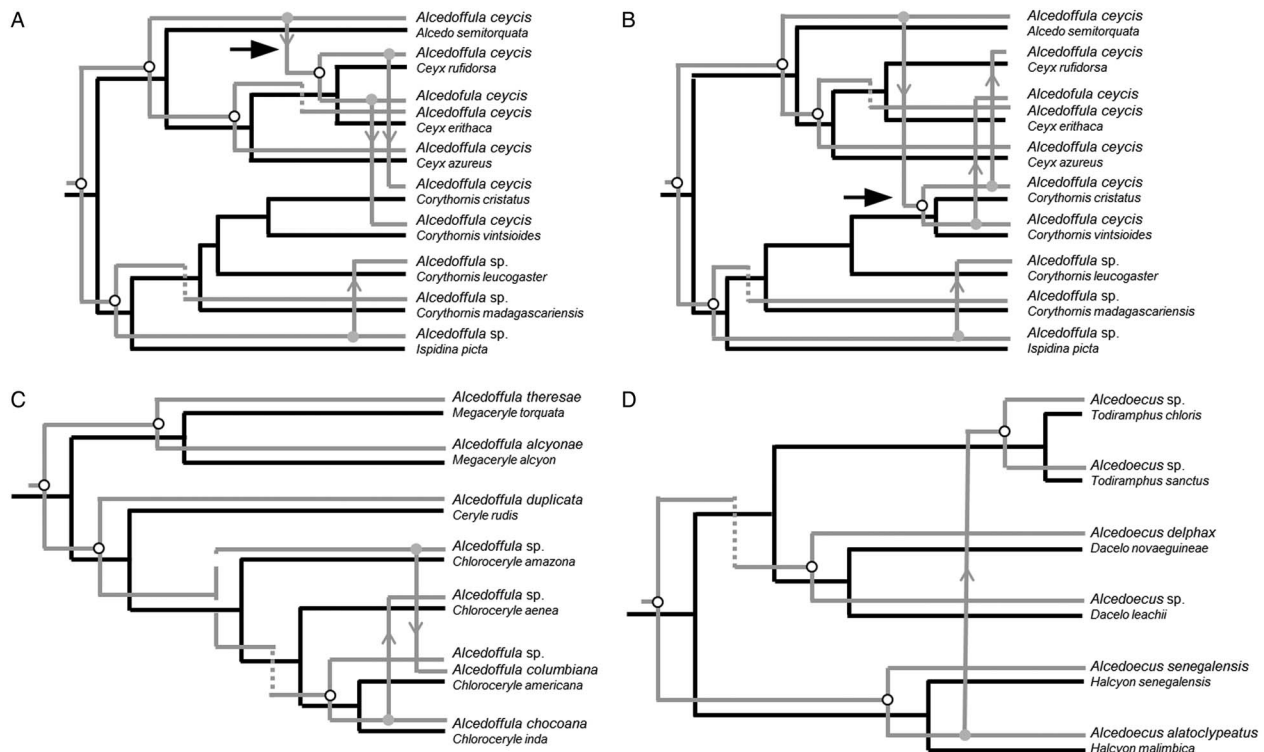 A
Alcedoffula ceycis
Alcedo semitorquata
Alcedoffula ceycis
Ceyx rufidorsa
Alcedofula ceycis
Alcedoffula ceycis
Ceyx erithaca
Alcedoffula ceycis
Ceyx azureus
Alcedoffula ceycis
Corythornis cristatus
Alcedoffula ceycis
Corythornis vintsioides
Alcedoffula sp.
Corythornis leucogaster
Alcedoffula sp.
Corythornis madagascariensis
Alcedoffula sp.
Ispidina picta
B
Alcedoffula ceycis
Alcedo semitorquata
Alcedoffula ceycis
Ceyx rufidorsa
Alcedofula ceycis
Alcedoffula ceycis
Ceyx erithaca
Alcedoffula ceycis
Ceyx azureus
Alcedoffula ceycis
Corythornis cristatus
Alcedoffula ceycis
Corythornis vintsioides
Alcedoffula sp.
Corythornis leucogaster
Alcedoffula sp.
Corythornis madagascariensis
Alcedoffula sp.
Ispidina picta
C
Alcedoffula theresae
Megaceryle torquata
Alcedoffula alcyonae
Megaceryle alcyon
Alcedoffula duplicata
Ceryle rudis
Alcedoffula sp.
Chloroceryle amazona
Alcedoffula sp.
Chloroceryle aenea
Alcedoffula sp.
Alcedoffula columbiana
Chloroceryle americana
Alcedoffula chocoana
Chloroceryle inda
D
Alcedoecus sp.
Todiramphus chloris
Alcedoecus sp.
Todiramphus sanctus
Alcedoecus delphax
Dacelo novaeguineae
Alcedoecus sp.
Dacelo leachii
Alcedoecus senegalensis
Halcyon senegalensis
Alcedoecus alatoclypeatus
Halcyon malimbica